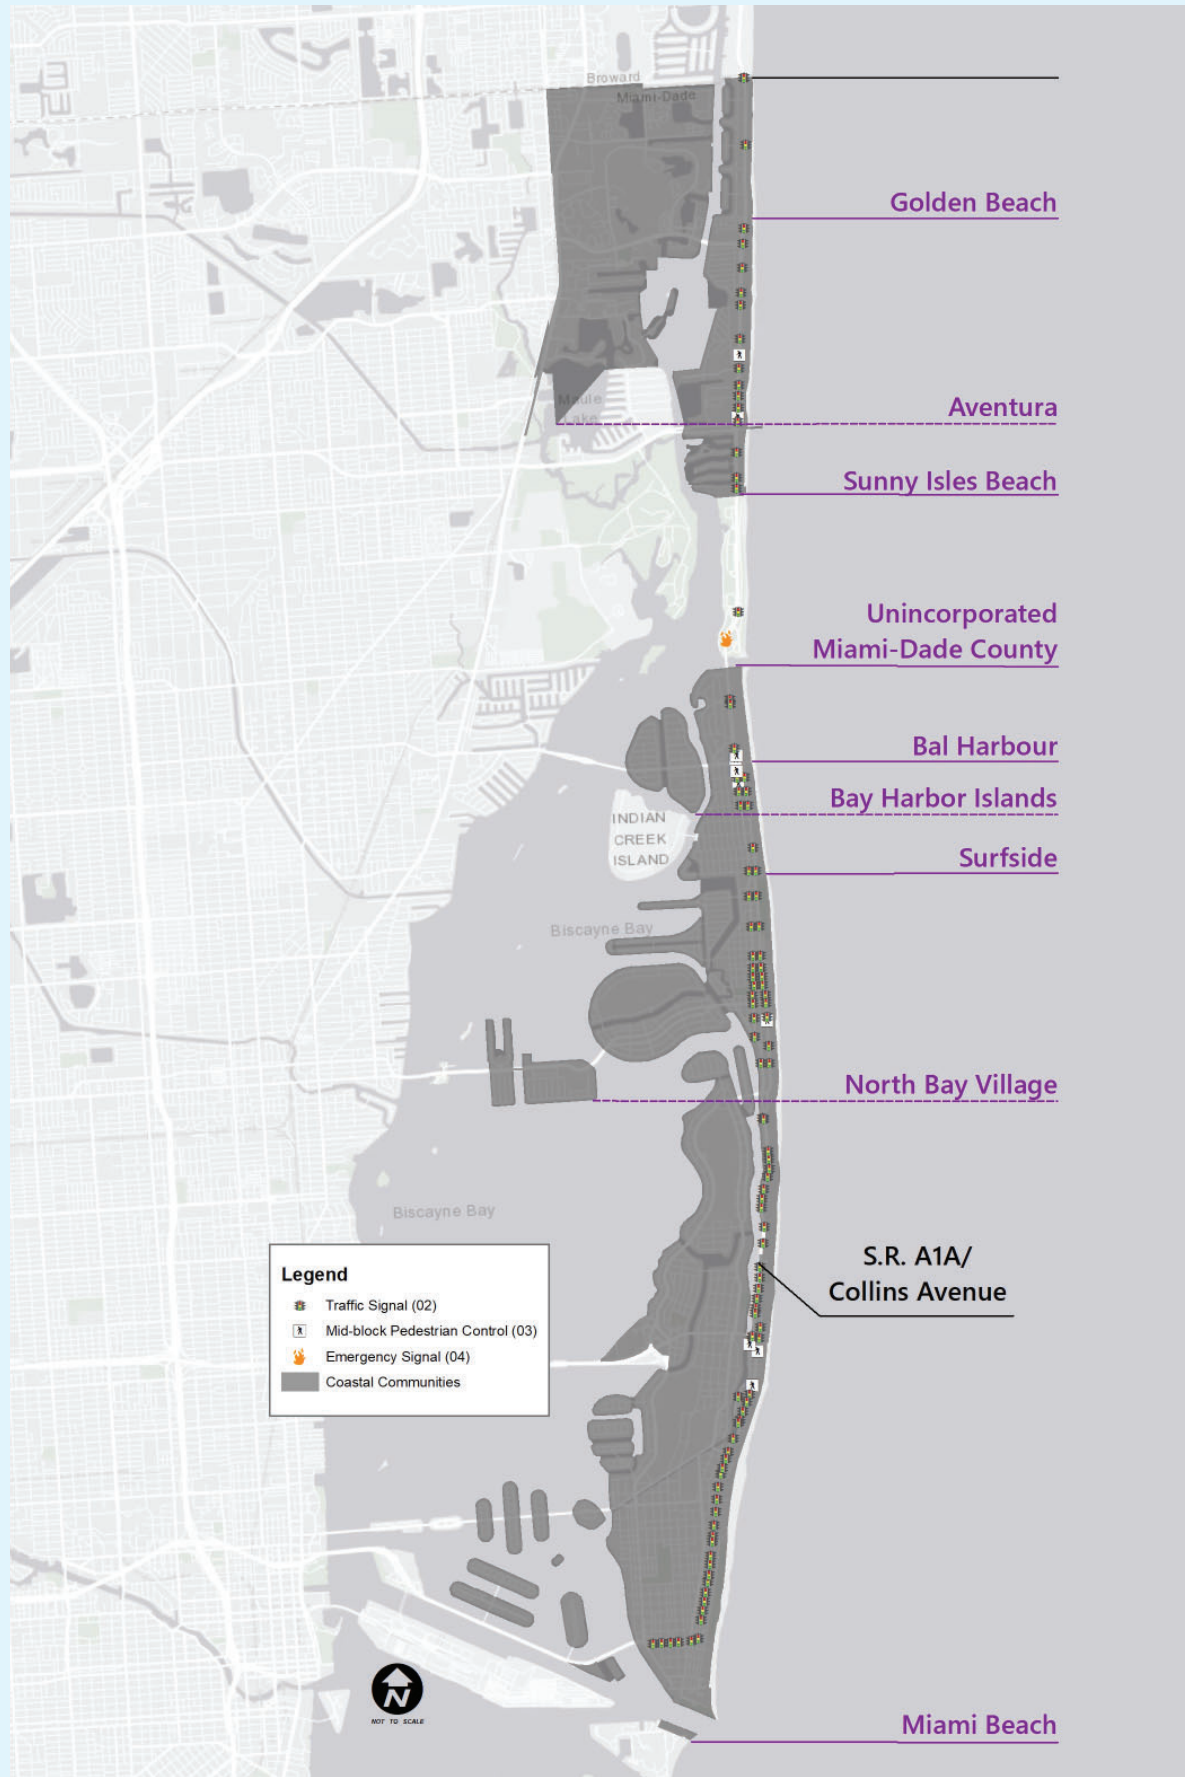 Broward
Miami-Dade
Golden Beach
Maule
Lake
Aventura
Sunny Isles Beach
Unincorporated
Miami-Dade County
Bal Harbour
Bay Harbor Islands
INDIAN
CREEK
ISLAND
Surfside
Biscayne Bay
North Bay Village
Biscayne Bay
S.R. A1A/
Collins Avenue
Legend
Traffic Signal (02)
Mid-block Pedestrian Control (03)
Emergency Signal (04)
Coastal Communities
N
NOT TO SCALE
Miami Beach